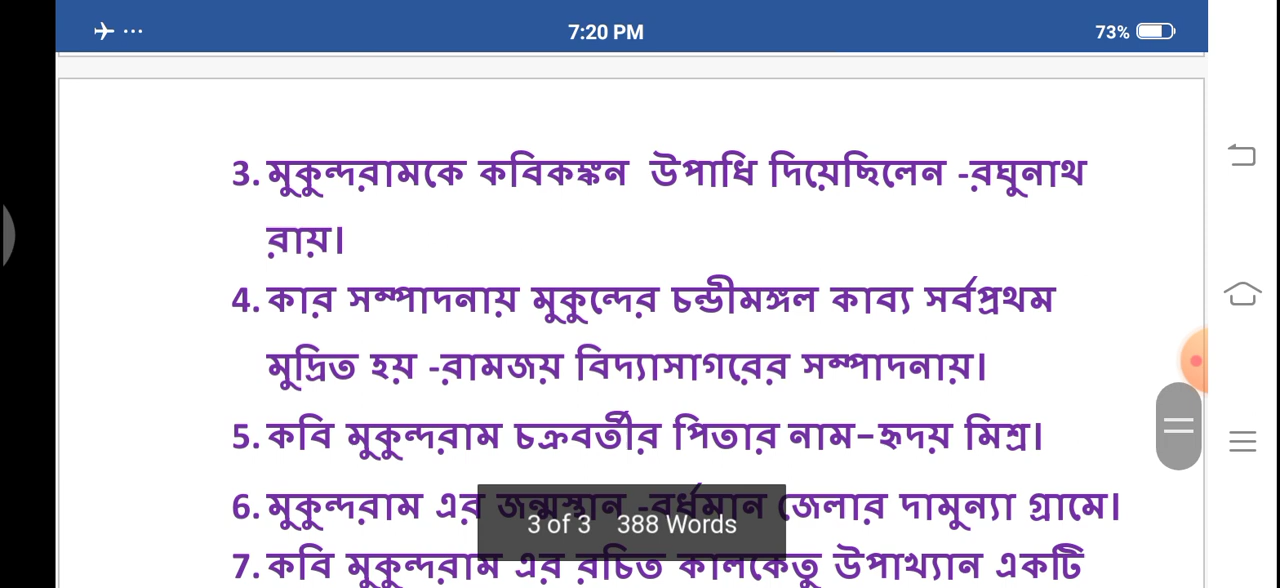 7:20 PM
73%
3. মুকুন্দরামকে কবিকঙ্কন উপাধি দিয়েছিলেন -রঘুনাথ
রায়।
4. কার সম্পাদনায় মুকুন্দের চন্ডীমঙ্গল কাব্য সর্বপ্রথম
মুদ্রিত হয় -রামজয় বিদ্যাসাগরের সম্পাদনায়।
5. কবি মুকুন্দরাম চক্রবর্তীর পিতার নাম-হৃদয় মিশ্র।
6. মুকুন্দরাম এর জন্মস্থান -বর্ধমান জেলার দামুন্যা গ্রামে।
3 of 3 388 Words
7. কবি মুকুন্দরাম এর রচিত কালকেতু উপাখ্যান একটি